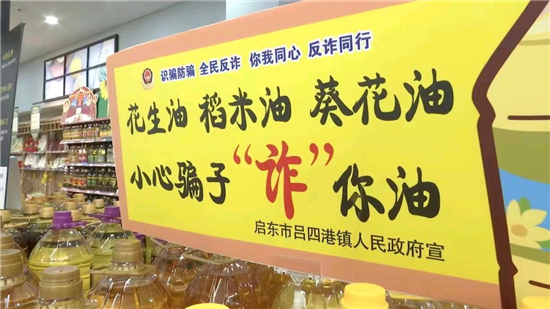 识骗防骗 全民反诈 你我同心 反诈同行
花生油 稻米油 葵花油
小心骗子“诈”你油
启东市吕四港镇人民政府宣